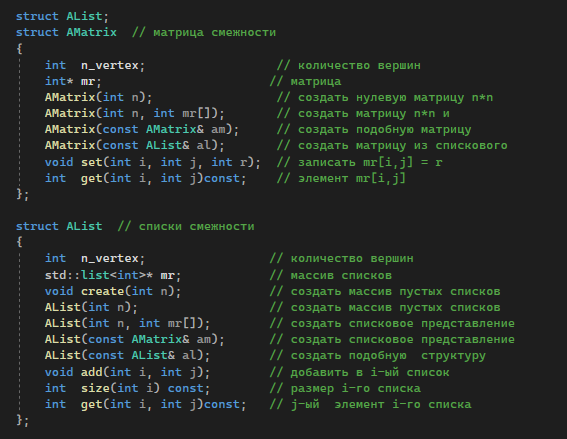 struct AList;
struct AMatrix  // матрица смежности
{
    int  n_vertex;                  // количество вершин
    int* mr;                       // матрица
    AMatrix(int n);                 // создать нулевую матрицу n*n
    AMatrix(int n, int mr[]);       // создать матрицу n*n и
    AMatrix(const AMatrix& am);     // создать подобную матрицу
    AMatrix(const AList& al);       // создать матрицу из спискового
    void set(int i, int j, int r);  // записать mr[i,j] = r
    int  get(int i, int j)const;    // элемент mr[i,j]
};
struct AList  // списки смежности
{
    int  n_vertex;                 // количество вершин
    std::list<int>* mr;            // массив списков
    void create(int n);            // создать массив пустых списков
    AList(int n);                  // создать массив пустых списков
    AList(int n, int mr[]);        // создать списковое представление
    AList(const AMatrix& am);      // создать списковое представление
    AList(const AList& al);        // создать подобную  структуру
    void add(int i, int j);        // добавить в i-ый список
    int  size(int i) const;        // размер i-го списка
    int  get(int i, int j)const;   // j-ый  элемент i-го списка
};